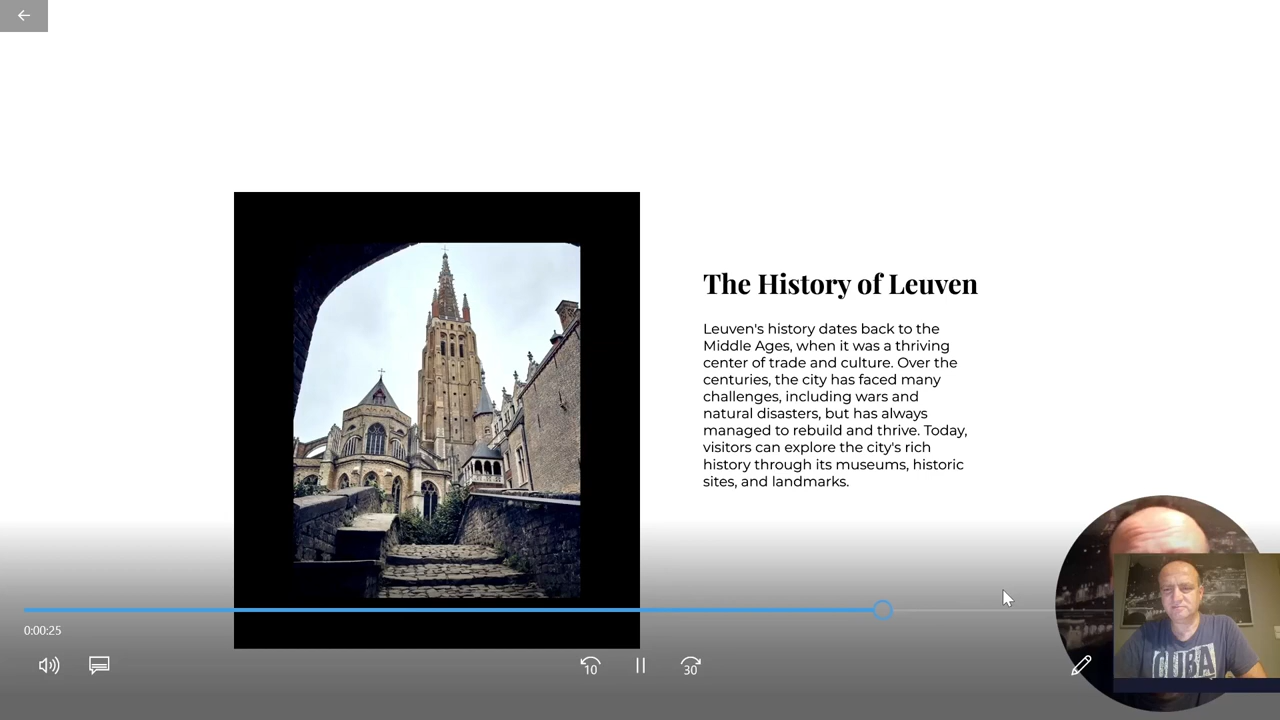 The History of Leuven
Leuven's history dates back to the
Middle Ages, when it was a thriving
center of trade and culture. Over the
centuries, the city has faced many
challenges, including wars and
natural disasters, but has always
managed to rebuild and thrive. Today,
visitors can explore the city's rich
history through its museums, historic
sites, and landmarks.
0:00:25
10
30
CUBA